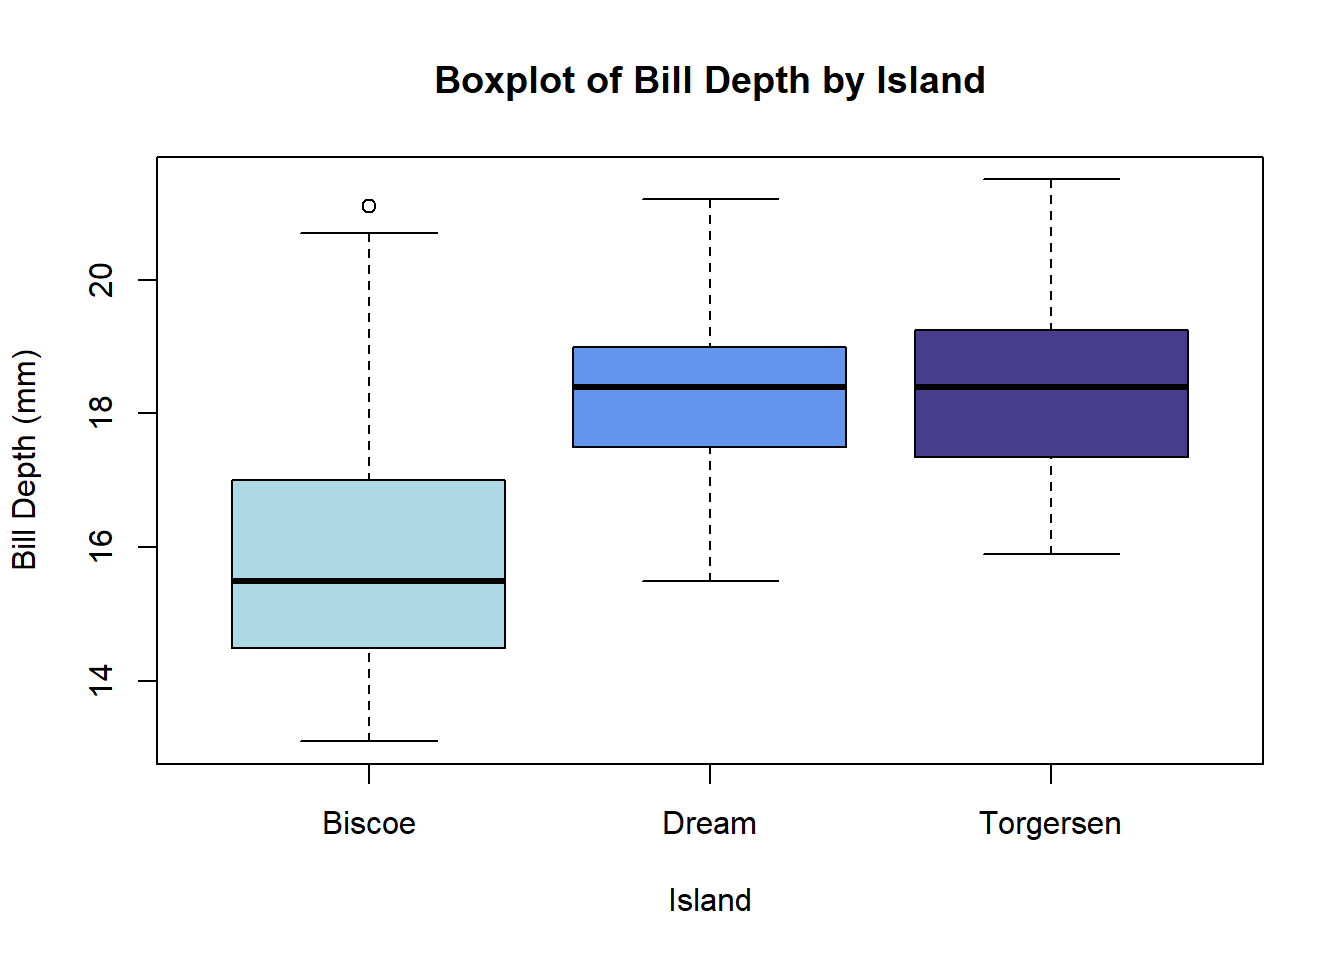 Boxplot of Bill Depth by Island
Bill Depth (mm)
20
18
16
14
Biscoe
Dream
Torgersen
Island